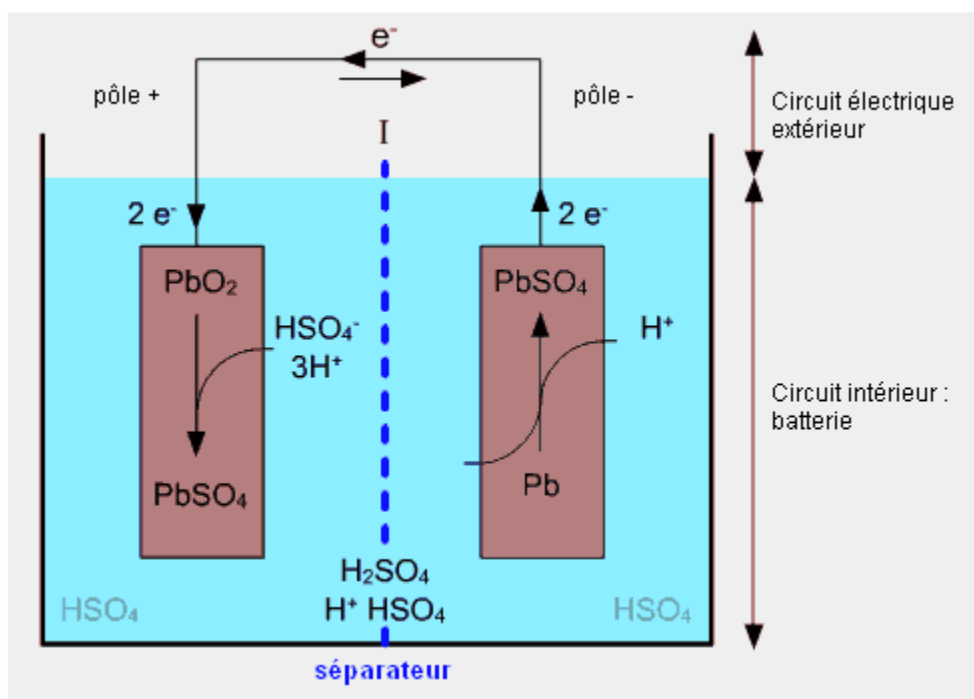 e⁻
pôle +
pôle -
Circuit électrique
extérieur
I
2 e⁻
2 e⁻
PbO₂
PbSO₄
HSO₄⁻
3H⁺
H⁺
Circuit intérieur :
batterie
PbSO₄
Pb
H₂SO₄
H⁺ HSO₄
HSO₄
HSO₄
séparateur